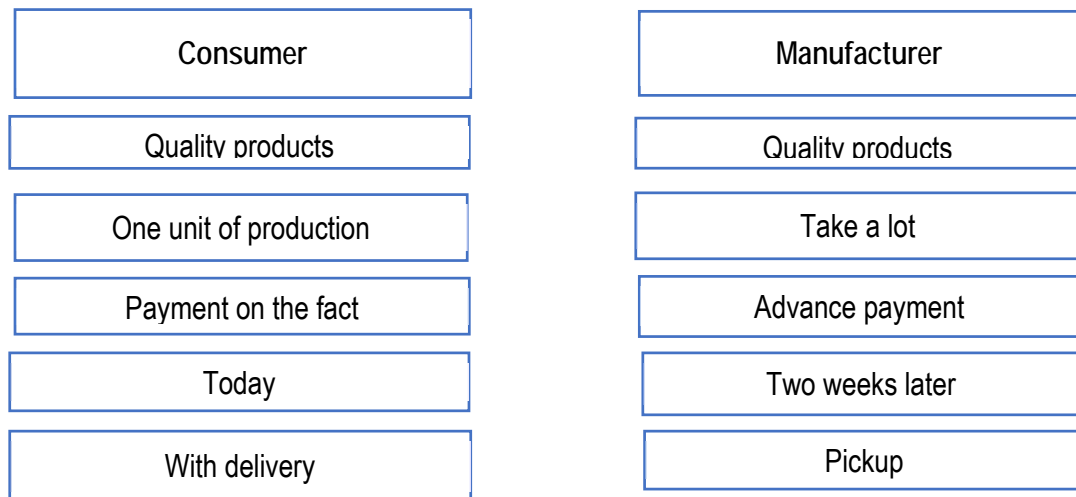 Consumer
Manufacturer
Quality products
Quality products
One unit of production
Take a lot
Payment on the fact
Advance payment
Today
Two weeks later
With delivery
Pickup